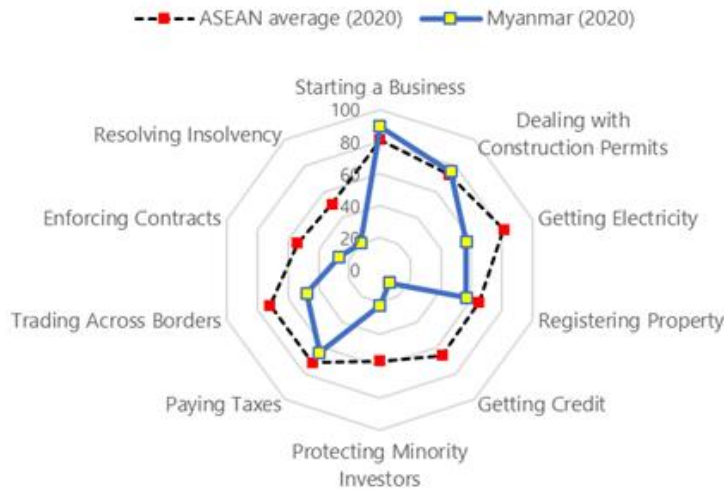 ASEAN average (2020) Myanmar (2020)
Starting a Business
100
80
60
40
20
0
Dealing with
Construction Permits
Getting Electricity
Registering Property
Getting Credit
Protecting Minority
Investors
Paying Taxes
Trading Across Borders
Enforcing Contracts
Resolving Insolvency